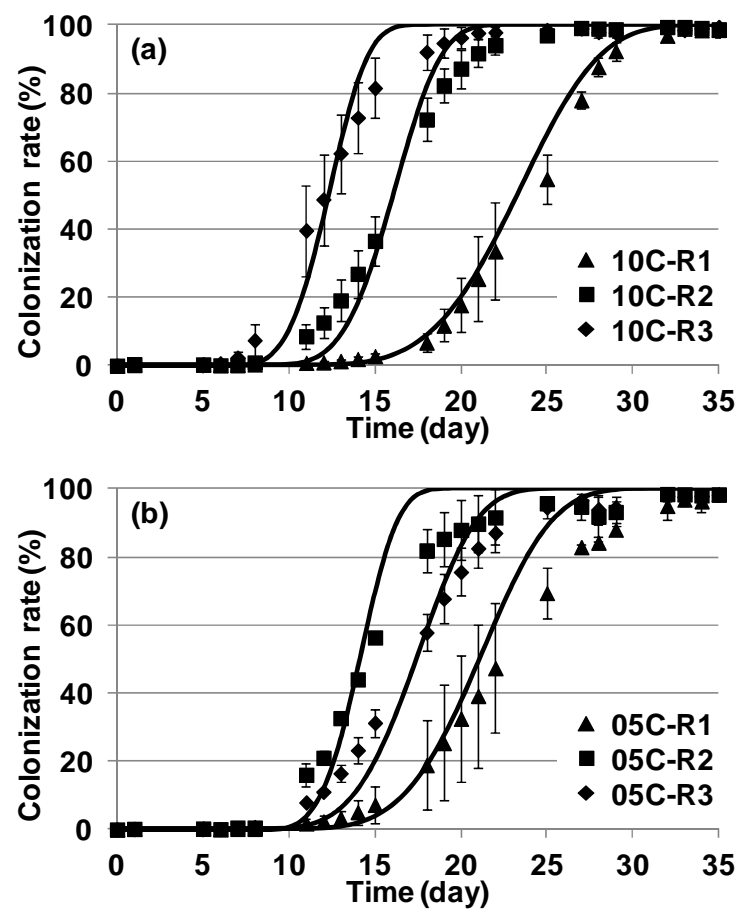 (a)
Colonization rate (%)
100
80
60
40
20
0
10C-R1
10C-R2
10C-R3
0 5 10 15 20 25 30 35
Time (day)
(b)
Colonization rate (%)
100
80
60
40
20
0
05C-R1
05C-R2
05C-R3
0 5 10 15 20 25 30 35
Time (day)